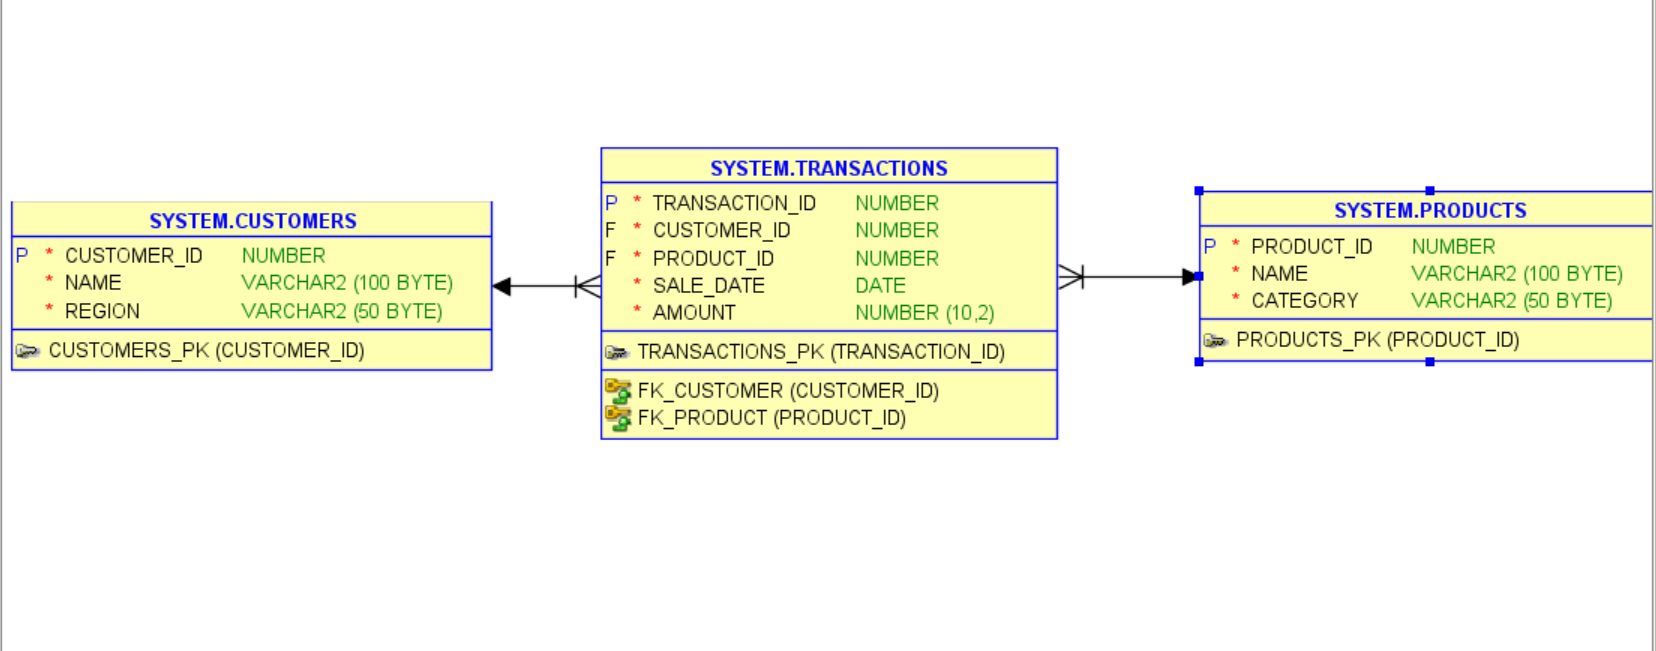 SYSTEM.CUSTOMERS
P * CUSTOMER_ID NUMBER
* NAME VARCHAR2 (100 BYTE)
* REGION VARCHAR2 (50 BYTE)
CUSTOMERS_PK (CUSTOMER_ID)
SYSTEM.TRANSACTIONS
P * TRANSACTION_ID NUMBER
F * CUSTOMER_ID NUMBER
F * PRODUCT_ID NUMBER
* SALE_DATE DATE
* AMOUNT NUMBER (10,2)
TRANSACTIONS_PK (TRANSACTION_ID)
FK_CUSTOMER (CUSTOMER_ID)
FK_PRODUCT (PRODUCT_ID)
SYSTEM.PRODUCTS
P * PRODUCT_ID NUMBER
* NAME VARCHAR2 (100 BYTE)
* CATEGORY VARCHAR2 (50 BYTE)
PRODUCTS_PK (PRODUCT_ID)